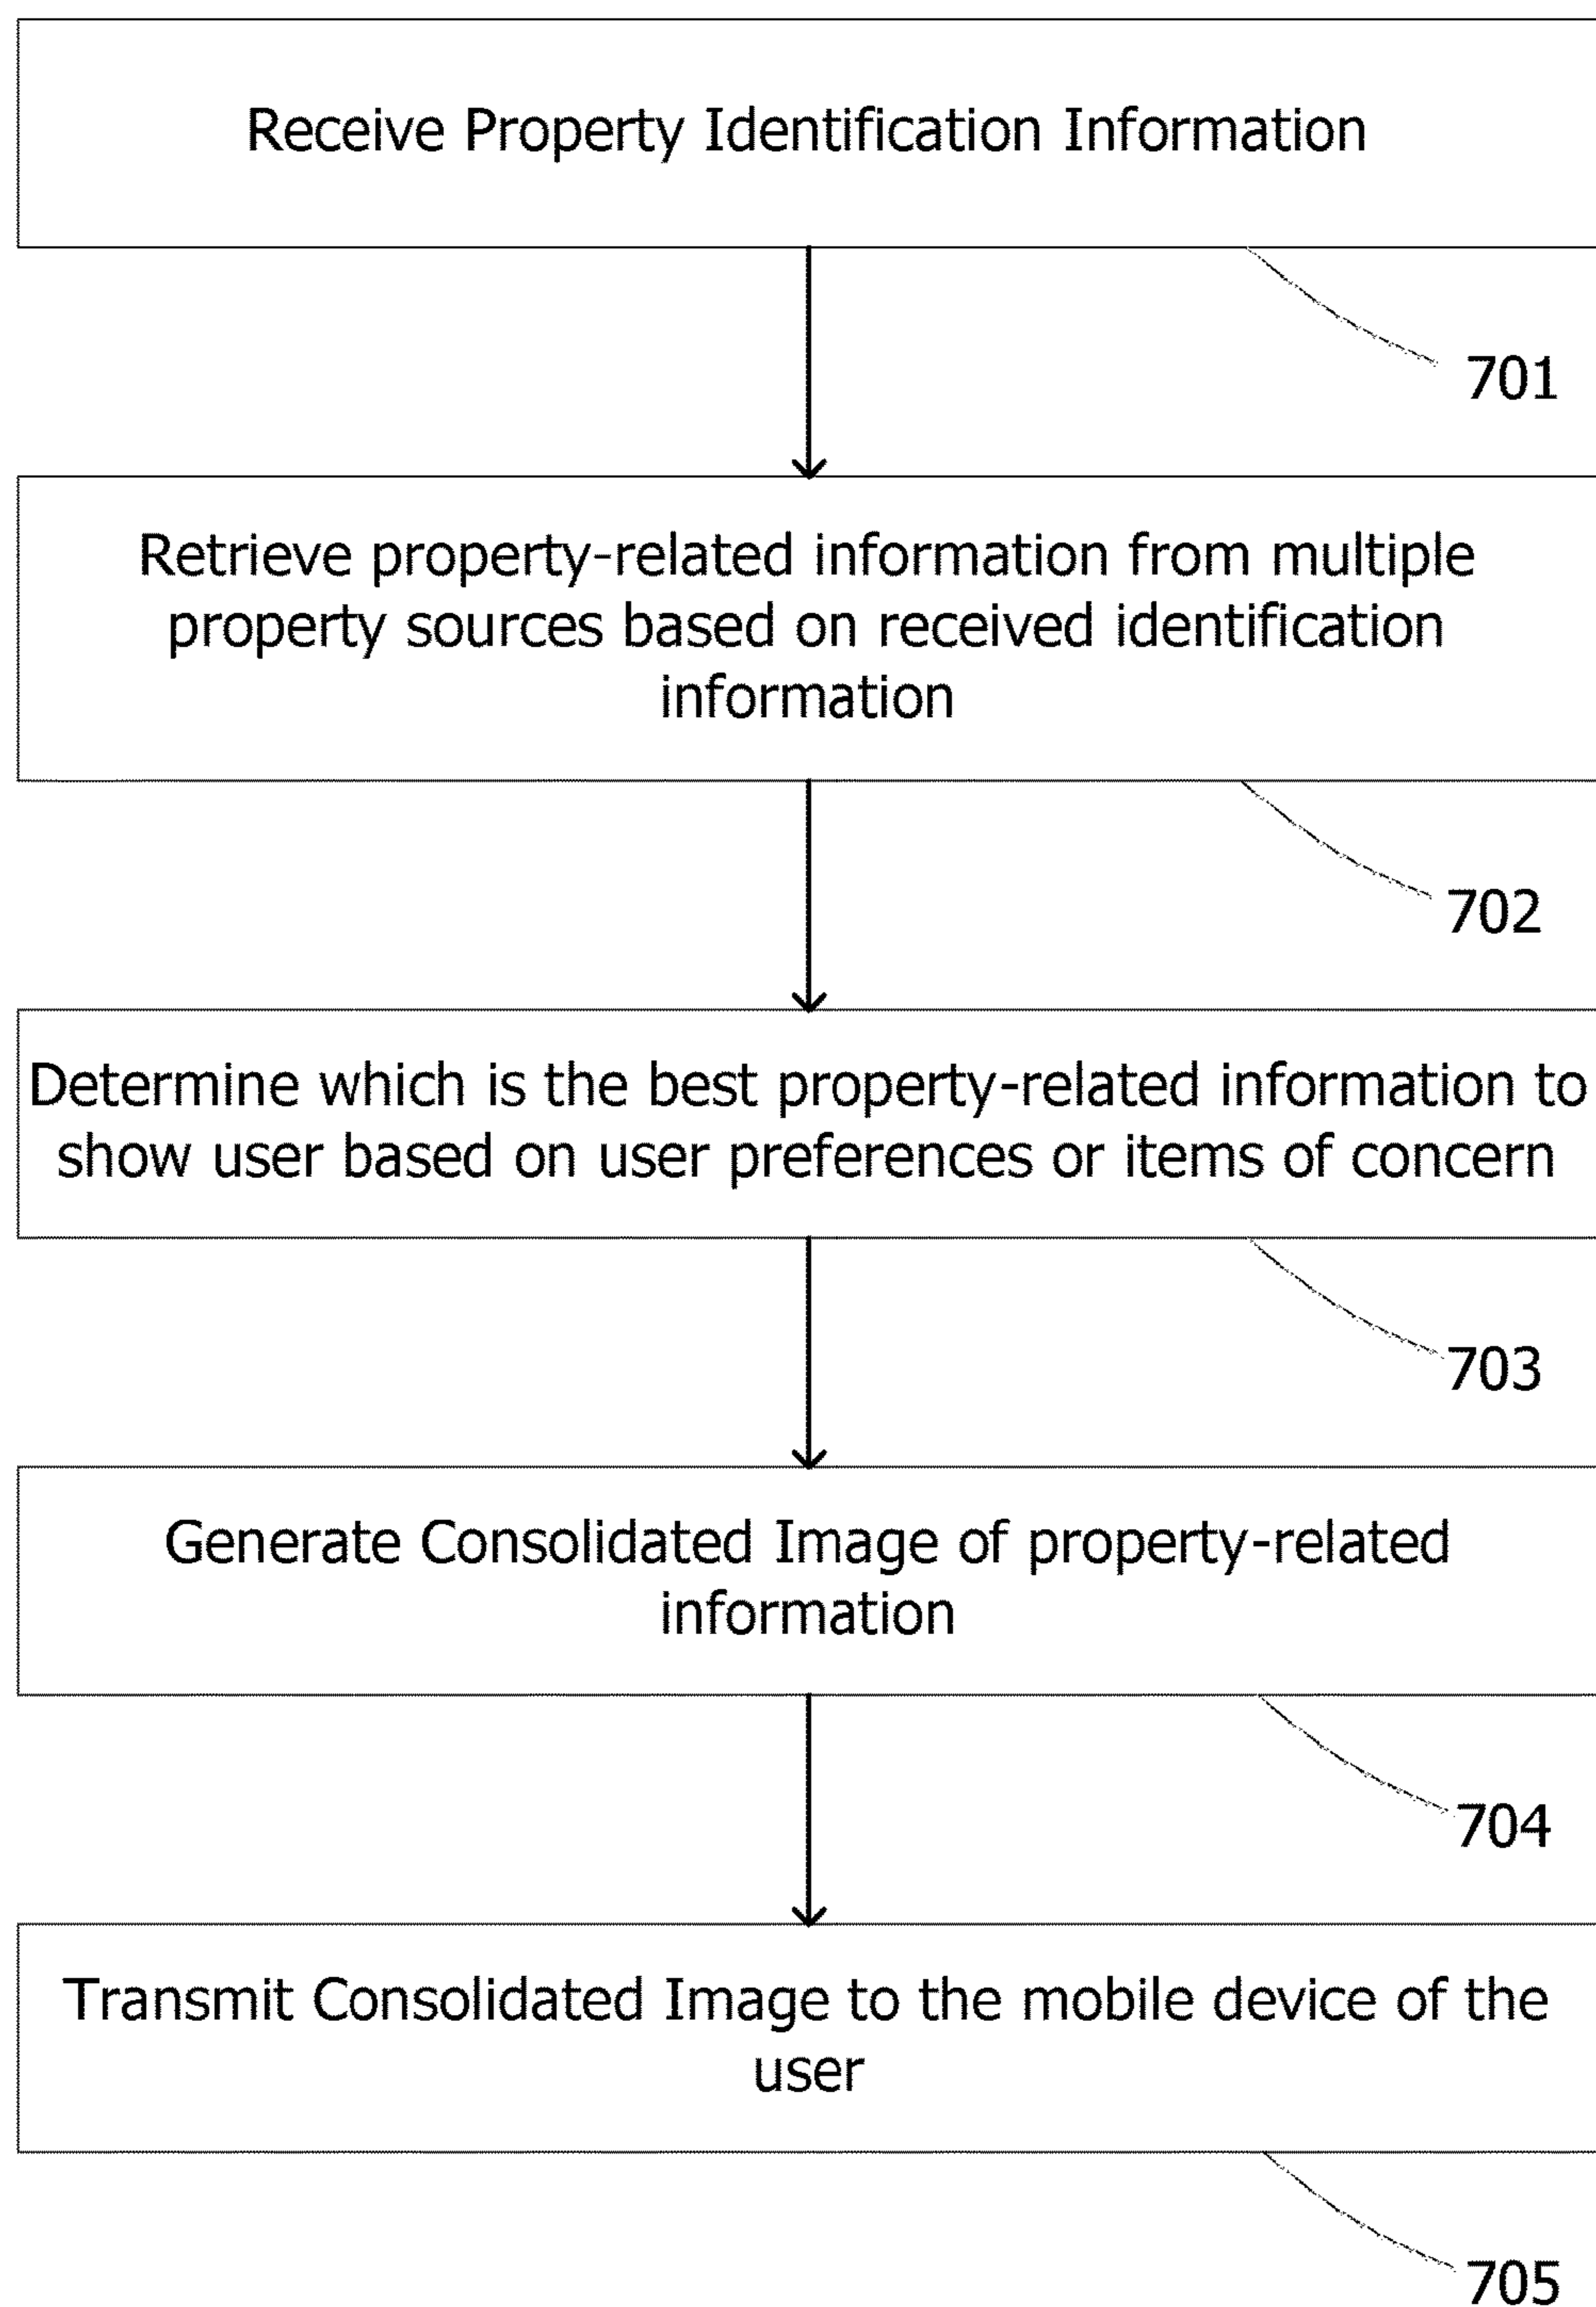 Receive Property Identification Information
701
Retrieve property-related information from multiple
property sources based on received identification
information
702
Determine which is the best property-related information to
show user based on user preferences or items of concern
703
Generate Consolidated Image of property-related
information
704
Transmit Consolidated Image to the mobile device of the
user
705